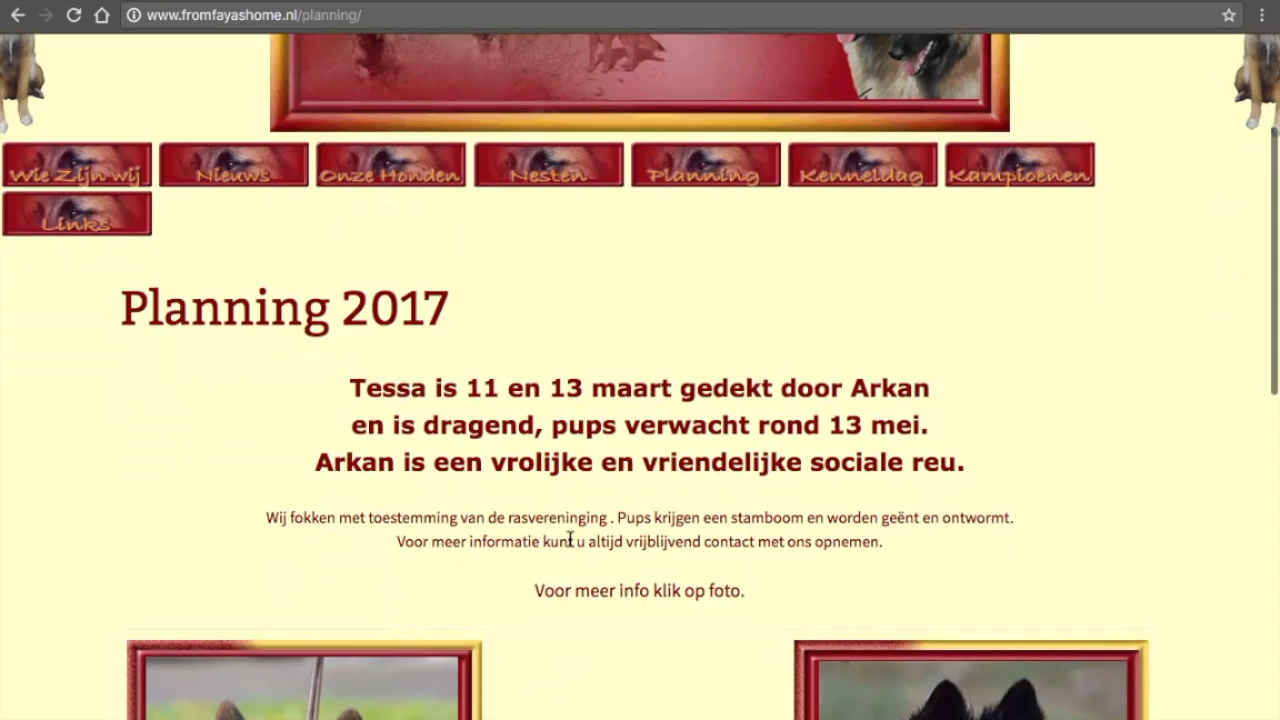 www.fromfayashome.nl/planning/
Wie Zijn wij
Nieuws
Onze Honden
Nesten
Planning
Kenneldag
Kampioenen
Links
Planning 2017
Tessa is 11 en 13 maart gedekt door Arkan
en is dragend, pups verwacht rond 13 mei.
Arkan is een vrolijke en vriendelijke sociale reu.
Wij fokken met toestemming van de rasvereninging . Pups krijgen een stamboom en worden geënt en ontwormt.
Voor meer informatie kunt u altijd vrijblijvend contact met ons opnemen.
Voor meer info klik op foto.